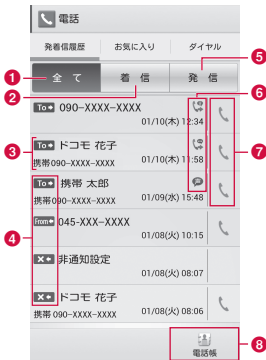 電話
発着信履歴 お気に入り ダイヤル
全 て 着 信 発 信
To 090-XXXX-XXXX
01/10(木) 12:34
To ドコモ 花子
携帯090-XXXX-XXXX 01/10(木) 11:58
To 携帯 太郎
携帯090-XXXX-XXXX 01/09(水) 15:48
From 045-XXX-XXXX
01/08(火) 10:15
非通知設定
01/08(火) 08:07
ドコモ 花子
携帯 090-XXXX-XXXX 01/08(火) 08:06
電話帳
1
2
3
4
5
6
7
8